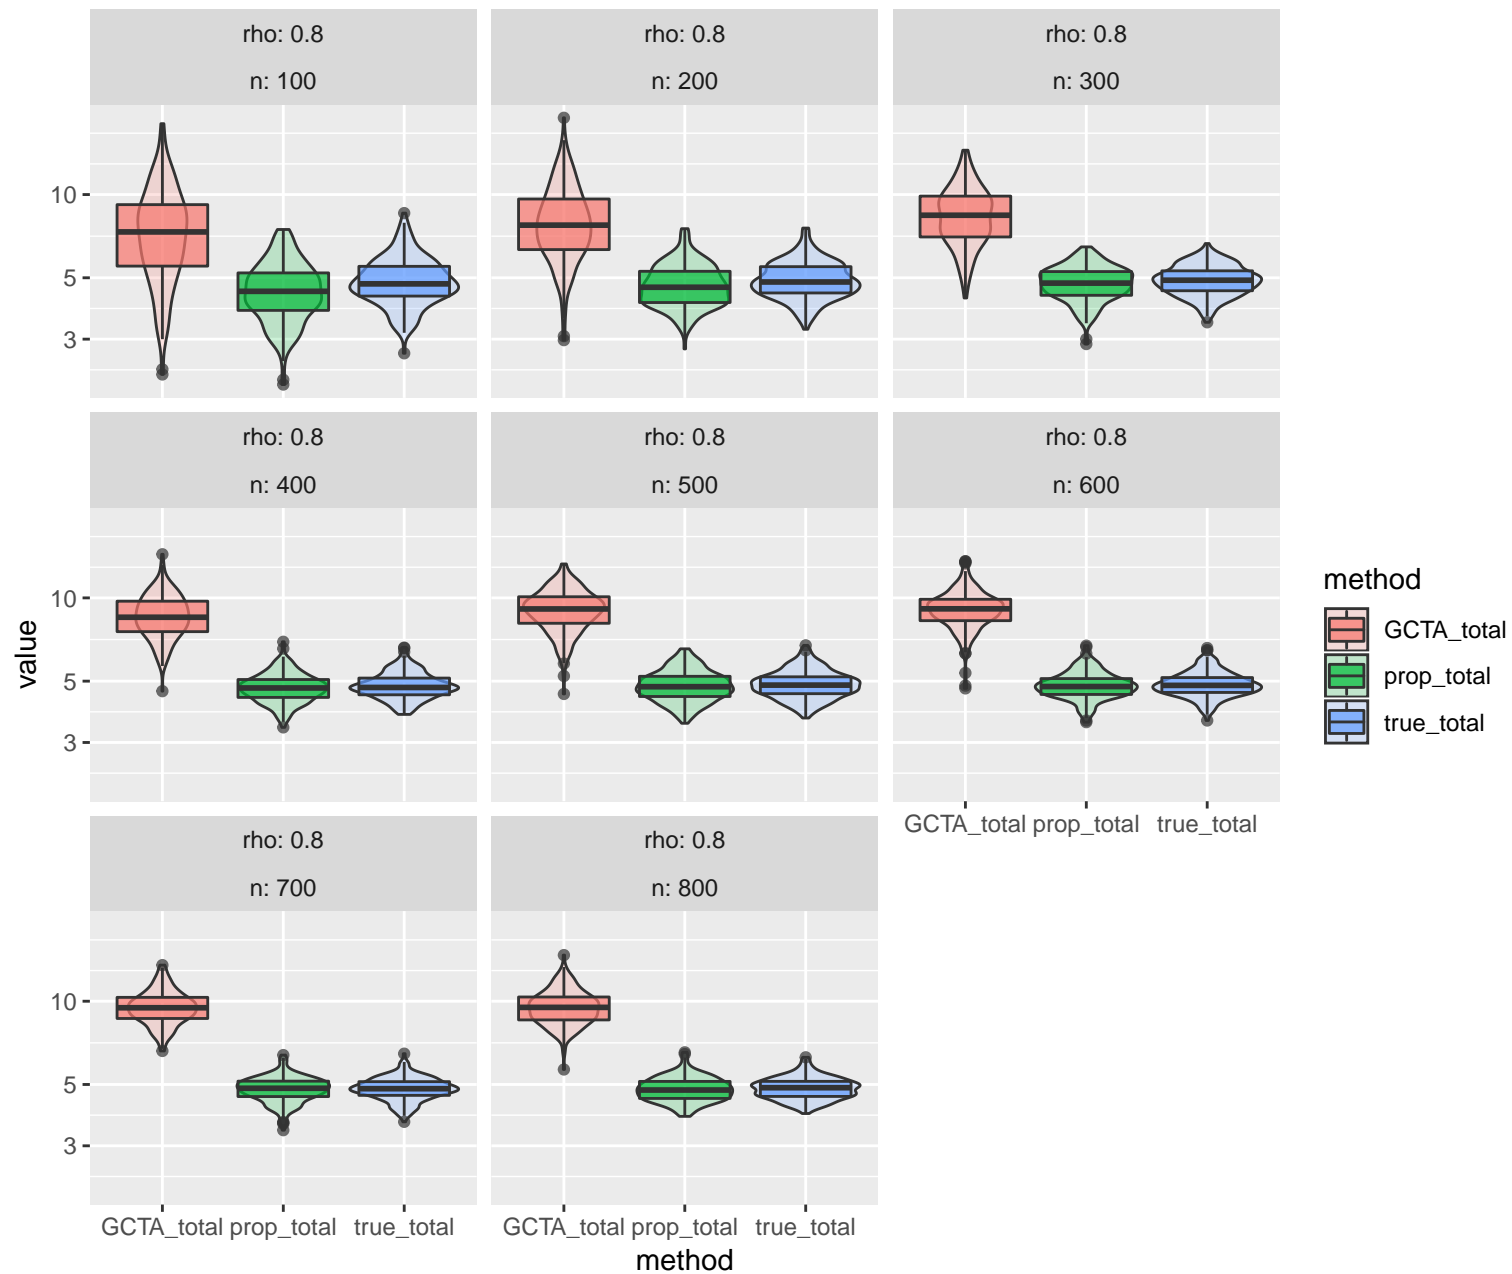 rho: 0.8
rho: 0.8
rho: 0.8
n: 100
n: 200
n: 300
10
5
3
rho: 0.8
rho: 0.8
rho: 0.8
n: 400
n: 500
n: 600
10
5
3
value
GCTA_total prop_total true_total
rho: 0.8
rho: 0.8
n: 700
n: 800
10
5
3
GCTA_total prop_total true_total
GCTA_total prop_total true_total
method
method
GCTA_total
prop_total
true_total